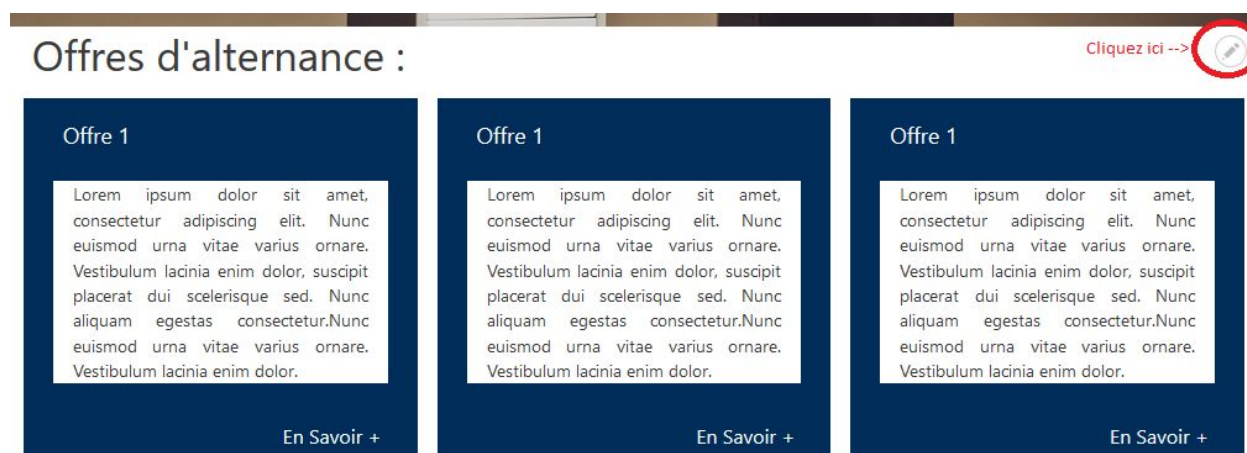 Offres d'alternance :
Cliquez ici -->
Offre 1
Lorem ipsum dolor sit amet,
consectetur adipiscing elit. Nunc
euismod urna vitae varius ornare.
Vestibulum lacinia enim dolor, suscipit
placerat dui scelerisque sed. Nunc
aliquam egestas consectetur.Nunc
euismod urna vitae varius ornare.
Vestibulum lacinia enim dolor.
En Savoir +
Offre 1
Lorem ipsum dolor sit amet,
consectetur adipiscing elit. Nunc
euismod urna vitae varius ornare.
Vestibulum lacinia enim dolor, suscipit
placerat dui scelerisque sed. Nunc
aliquam egestas consectetur.Nunc
euismod urna vitae varius ornare.
Vestibulum lacinia enim dolor.
En Savoir +
Offre 1
Lorem ipsum dolor sit amet,
consectetur adipiscing elit. Nunc
euismod urna vitae varius ornare.
Vestibulum lacinia enim dolor, suscipit
placerat dui scelerisque sed. Nunc
aliquam egestas consectetur.Nunc
euismod urna vitae varius ornare.
Vestibulum lacinia enim dolor.
En Savoir +